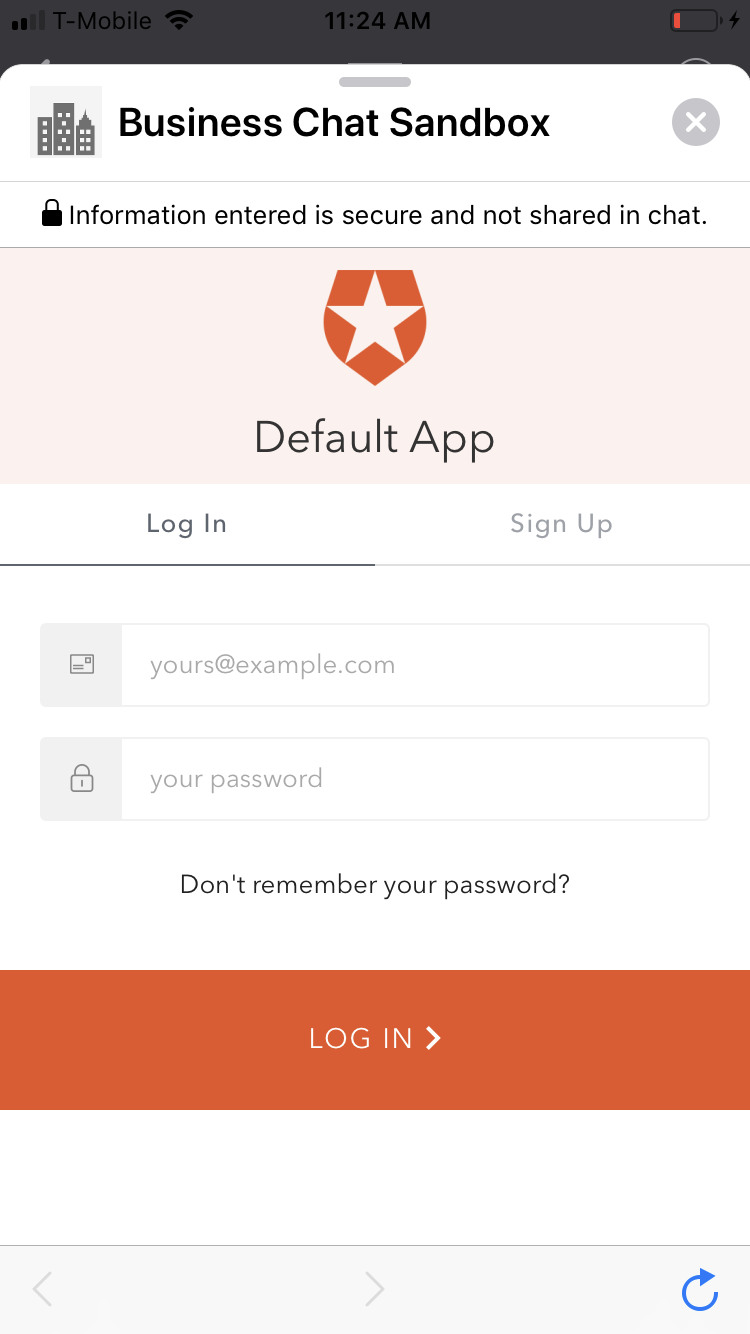 T-Mobile 11:24 AM
Business Chat Sandbox
Information entered is secure and not shared in chat.
Default App
Log In Sign Up
yours@example.com
your password
Don't remember your password?
LOG IN